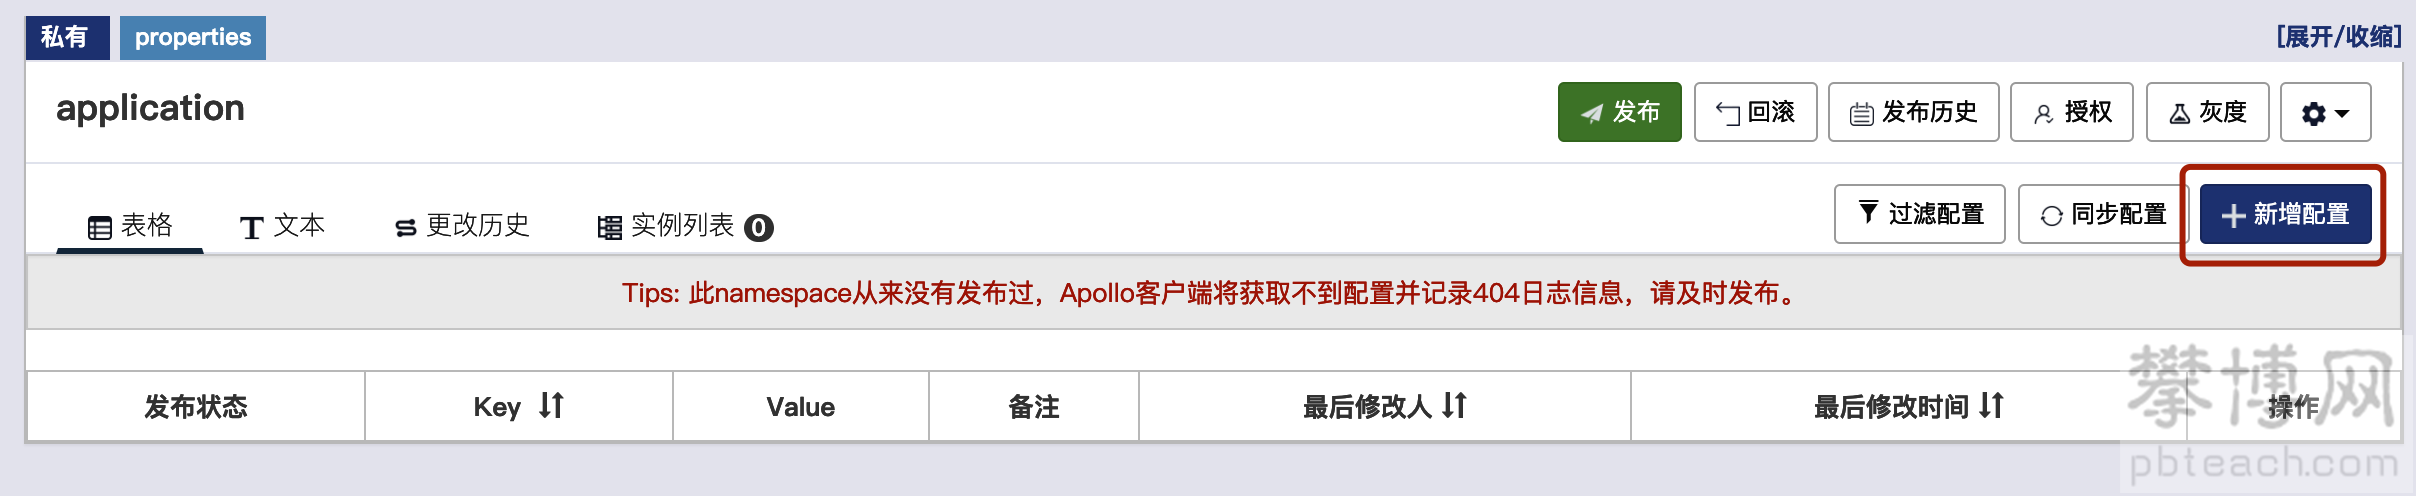 私有 properties [展开/收缩]
application 发布 回滚 发布历史 授权 灰度
表格 文本 更改历史 实例列表 0 过滤配置 同步配置 新增配置
Tips: 此namespace从来没有发布过，Apollo客户端将获取不到配置并记录404日志信息，请及时发布。
发布状态 Key Value 备注 最后修改人 最后修改时间 操作
攀博网
pbteach.com